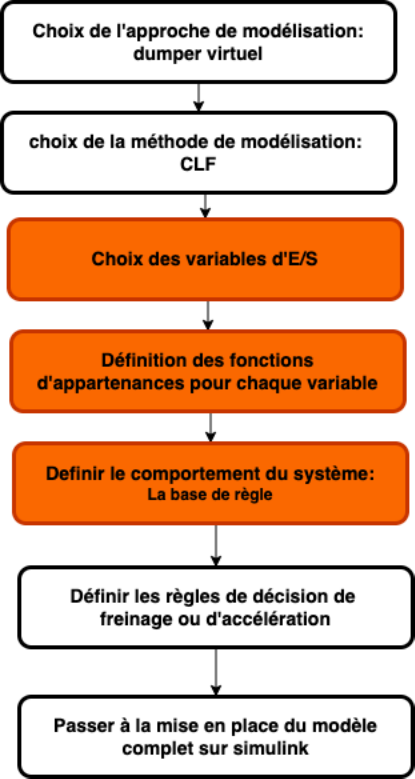 Choix de l'approche de modélisation:
dumper virtuel
choix de la méthode de modélisation:
CLF
Choix des variables d'E/S
Définition des fonctions
d'appartenances pour chaque variable
Definir le comportement du système:
La base de règle
Définir les règles de décision de
freinage ou d'accélération
Passer à la mise en place du modèle
complet sur simulink